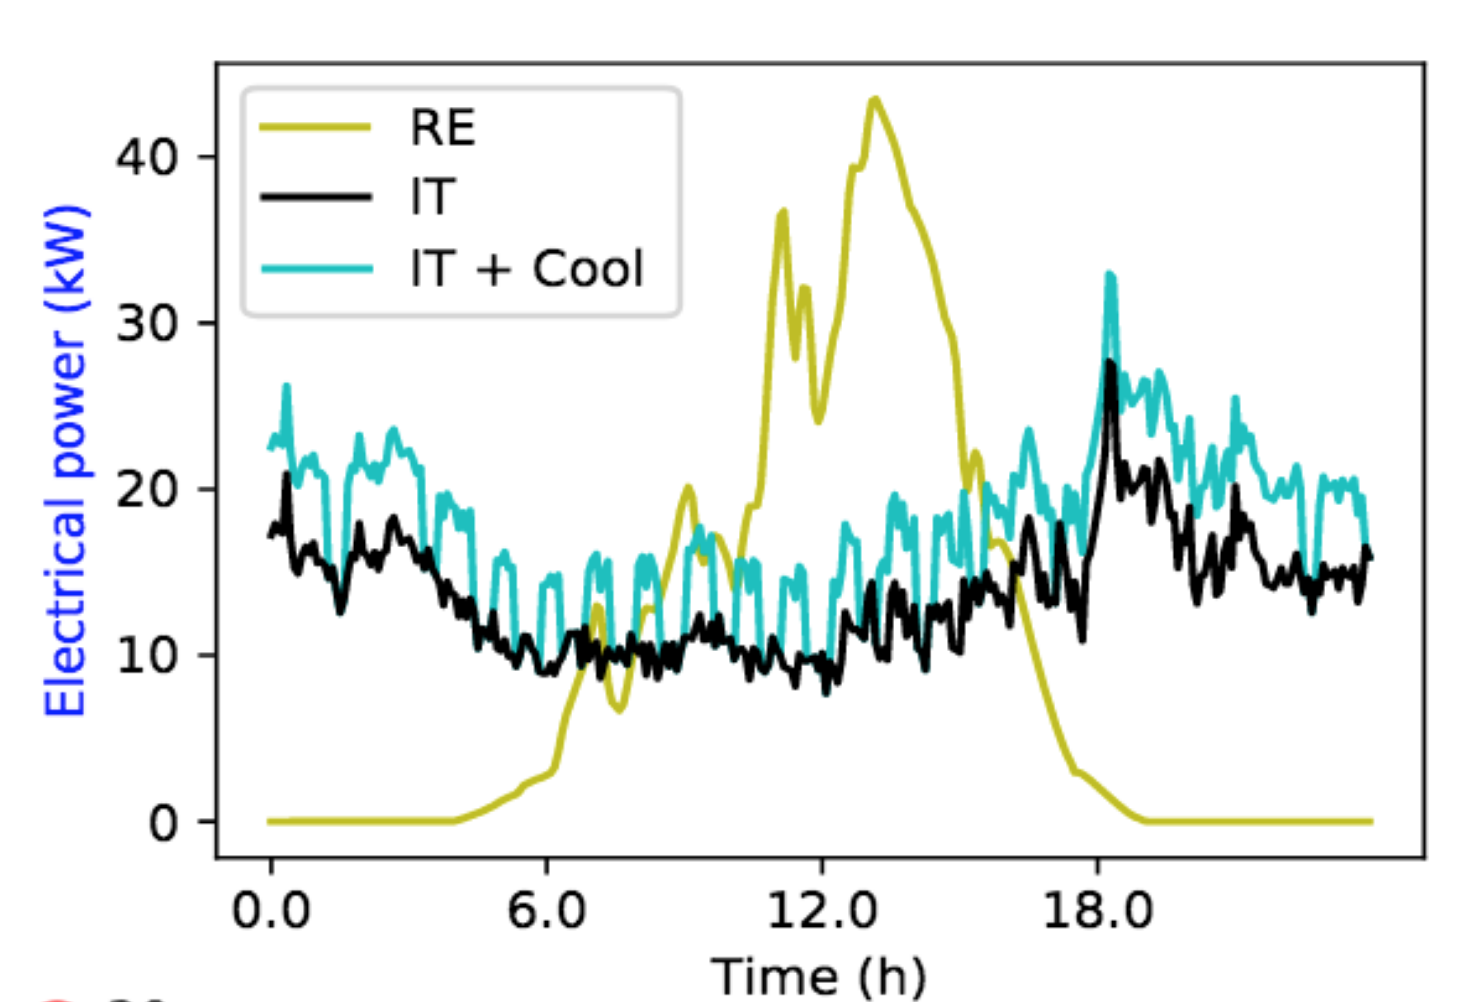 RE
IT
IT + Cool
40
30
20
10
0
Electrical power (kW)
0.0 6.0 12.0 18.0
Time (h)